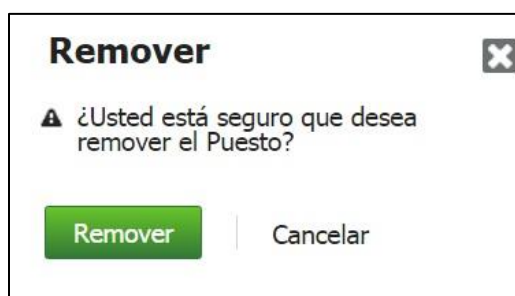 Remover
¿Usted está seguro que desea
remover el Puesto?
Remover
Cancelar